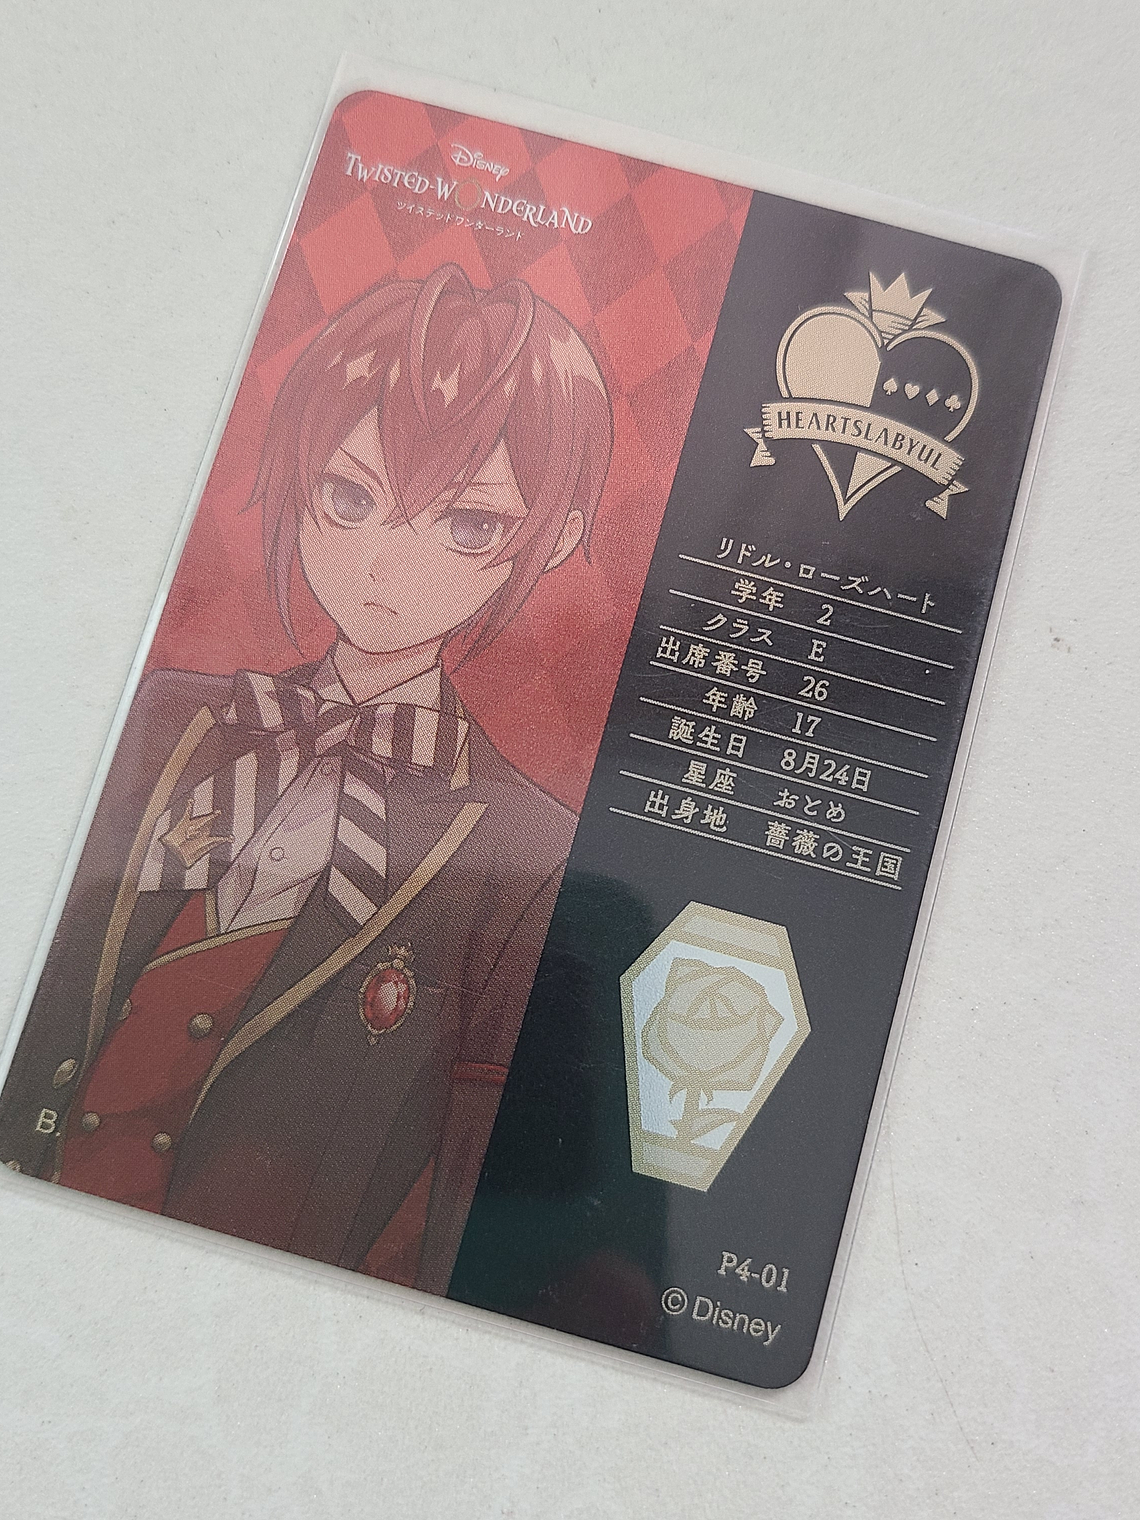 Disney
TWISTED-WONDERLAND
ツイステッドワンダーランド
HEARTSLABYUL
リドル・ローズハート
学年 2
クラス E
出席番号 26
年齢 17
誕生日 8月24日
星座 おとめ
出身地 薔薇の王国
B.
P4-01
©Disney